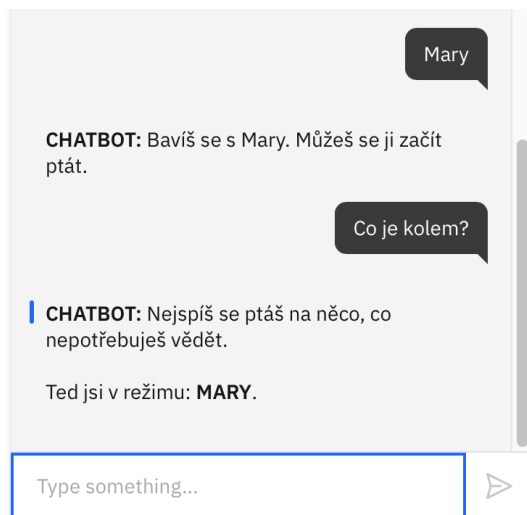 Mary
CHATBOT: Bavíš se s Mary. Můžeš se ji začít
ptát.
Co je kolem?
CHATBOT: Nejspíš se ptáš na něco, co
nepotřebuješ vědět.
Ted jsi v režimu: MARY.
Type something...